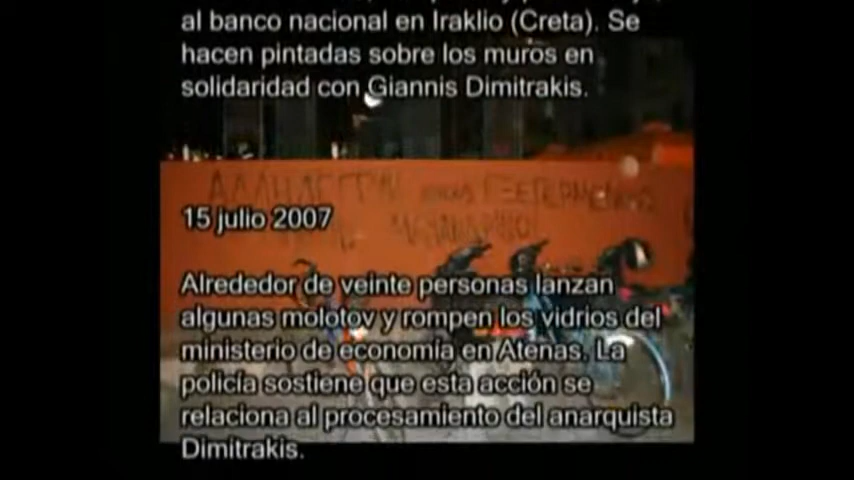 al banco nacional en Iraklio (Creta). Se
hacen pintadas sobre los muros en
solidaridad con Giannis Dimitrakis.
15 julio 2007
Alrededor de veinte personas lanzan
algunas molotov y rompen los vidrios del
ministerio de economía en Atenas. La
policía sostiene que esta acción se
relaciona al procesamiento del anarquista
Dimitrakis.